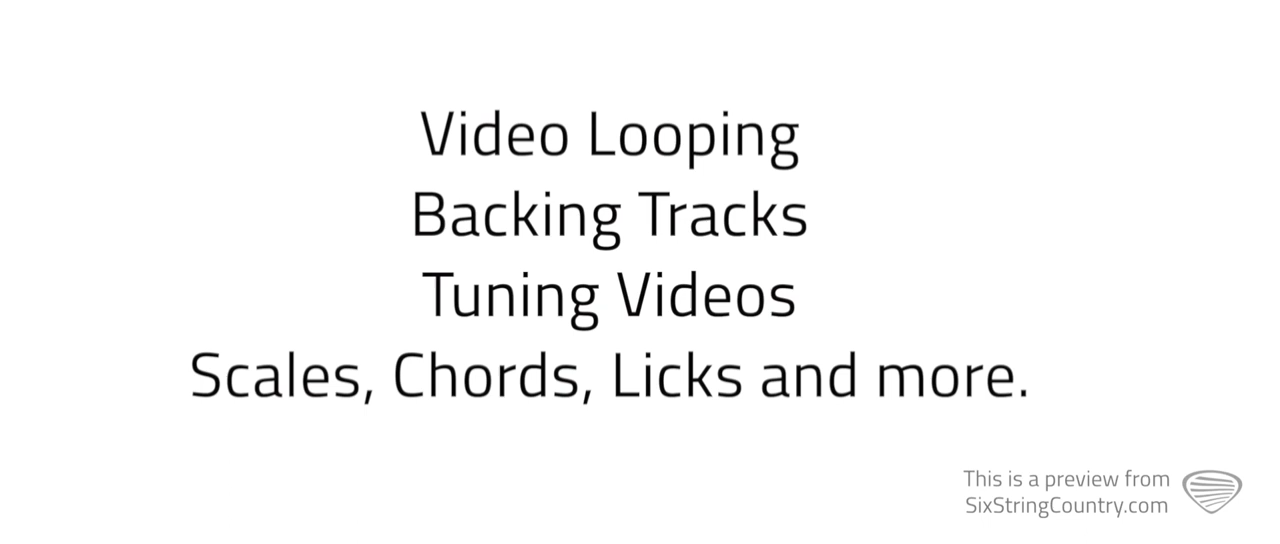 Video Looping
Backing Tracks
Tuning Videos
Scales, Chords, Licks and more.
This is a preview from
SixStringCountry.com